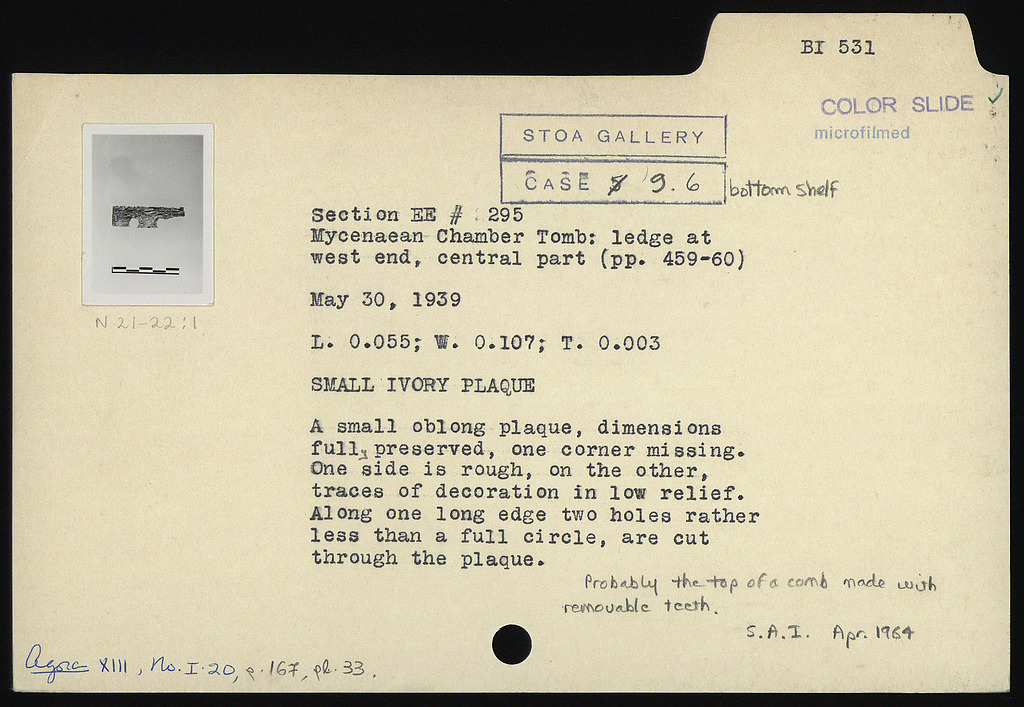 BI 531
COLOR SLIDE ✓
microfilmed
STOA GALLERY
CASE 9.6 bottom shelf
Section EE # 295
Mycenaean Chamber Tomb: ledge at
west end, central part (pp. 459-60)
May 30, 1939
N 21-22:1
L. 0.055; W. 0.107; T. 0.003
SMALL IVORY PLAQUE
A small oblong plaque, dimensions
fully preserved, one corner missing.
One side is rough, on the other,
traces of decoration in low relief.
Along one long edge two holes rather
less than a full circle, are cut
through the plaque.
Probably the top of a comb made with
removable teeth.
S.A.I. Apr. 1964
Agora XIII, No. I-20, p. 167, pl. 33.